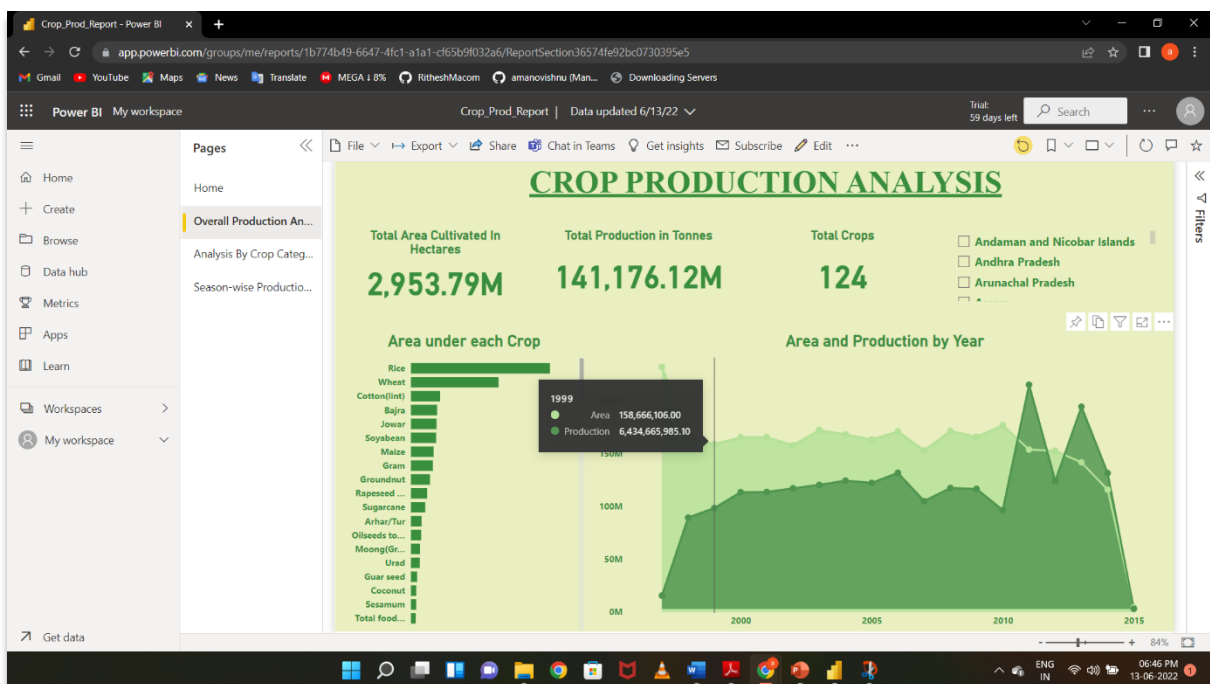 Crop_Prod_Report - Power BI
app.powerbi.com/groups/me/reports/1b774b49-6647-4fc1-a1a1-cf65b9f032a6/ReportSection36574fe92bc0730395e5
Gmail YouTube Maps News Translate MEGA ⇓ 8% RitheshMacom amanovishnu (Man... Downloading Servers
Power BI My workspace
Crop_Prod_Report | Data updated 6/13/22
Trial:
59 days left
Search
Home
Create
Browse
Data hub
Metrics
Apps
Learn
Workspaces
My workspace
Get data
Pages
Home
Overall Production An...
Analysis By Crop Categ...
Season-wise Productio...
File Export Share Chat in Teams Get insights Subscribe Edit ...
Filters
CROP PRODUCTION ANALYSIS
Total Area Cultivated In
Hectares
2,953.79M
Total Production in Tonnes
141,176.12M
Total Crops
124
Andaman and Nicobar Islands
Andhra Pradesh
Arunachal Pradesh
Area under each Crop
Rice
Wheat
Cotton(lint)
Bajra
Jowar
Soyabean
Maize
Gram
Groundnut
Rapeseed ...
Sugarcane
Arhar/Tur
Oilseeds to...
Moong(Gr...
Urad
Guar seed
Coconut
Sesamum
Total food...
Area and Production by Year
1999
Area 158,666,106.00
Production 6,434,665,985.10
150M
100M
50M
0M
2000 2005 2010 2015
- + 84%
ENG
IN
06:46 PM
13-06-2022
1